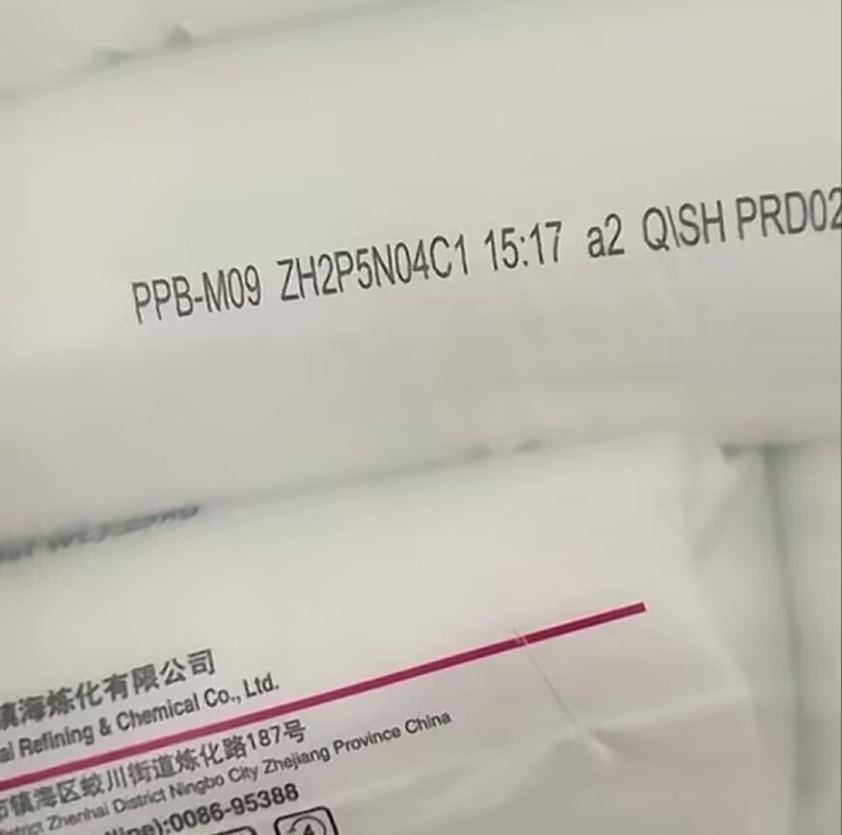 PPB-M09 ZH2P5N04C1 15:17 a2 Q\SH PRD02
镇海炼化有限公司
Refining & Chemical Co., Ltd.
镇海区蛟川街道炼化路187号
Zhenhai District Ningbo City Zhejiang Province China
:0086-95388